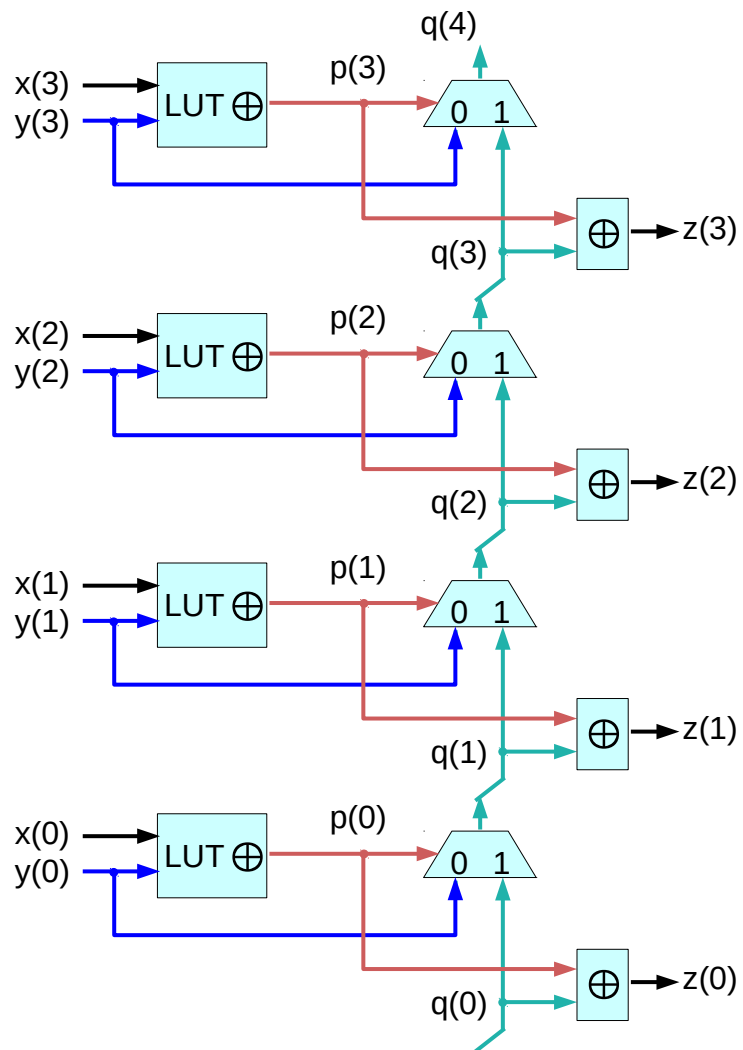 q(4)
p(3)
x(3)
y(3)
LUT ⊕
0 1
⊕
z(3)
q(3)
p(2)
x(2)
y(2)
LUT ⊕
0 1
⊕
z(2)
q(2)
p(1)
x(1)
y(1)
LUT ⊕
0 1
⊕
z(1)
q(1)
p(0)
x(0)
y(0)
LUT ⊕
0 1
⊕
z(0)
q(0)